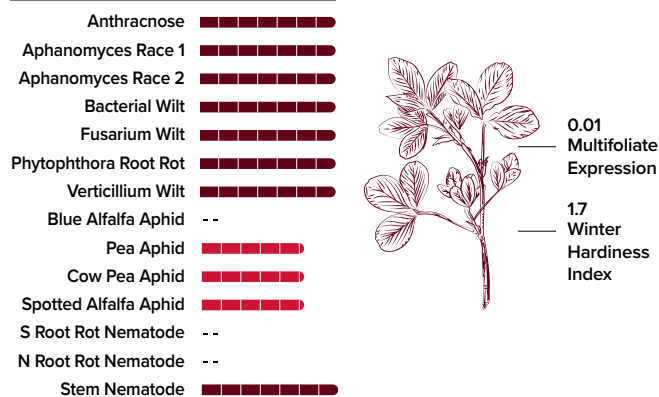 Anthracnose
Aphanomyces Race 1
Aphanomyces Race 2
Bacterial Wilt
Fusarium Wilt
Phytophthora Root Rot
Verticillium Wilt
Blue Alfalfa Aphid --
Pea Aphid
Cow Pea Aphid
Spotted Alfalfa Aphid
S Root Rot Nematode --
N Root Rot Nematode --
Stem Nematode
0.01
Multifoliate
Expression
1.7
Winter
Hardiness
Index